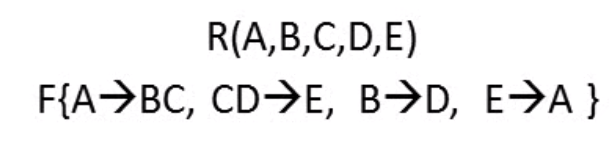 R(A,B,C,D,E)
F{A→BC, CD→E, B→D, E→A }